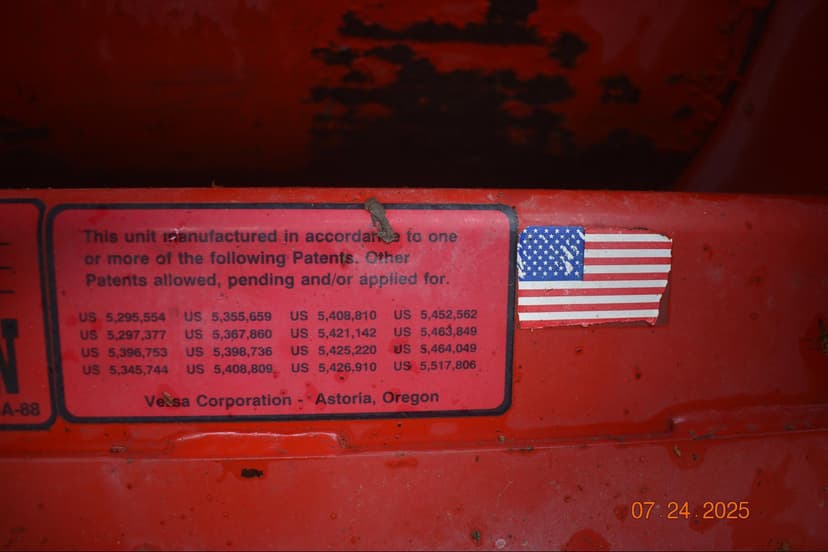 This unit manufactured in accordance to one
or more of the following Patents. Other
Patents allowed, pending and/or applied for.
US 5,295,554 US 5,355,659 US 5,408,810 US 5,452,562
US 5,297,377 US 5,367,860 US 5,421,142 US 5,463,849
US 5,396,753 US 5,398,736 US 5,425,220 US 5,464,049
US 5,345,744 US 5,408,809 US 5,426,910 US 5,517,806
Versa Corporation - Astoria, Oregon
N
A-88
07 24 2025